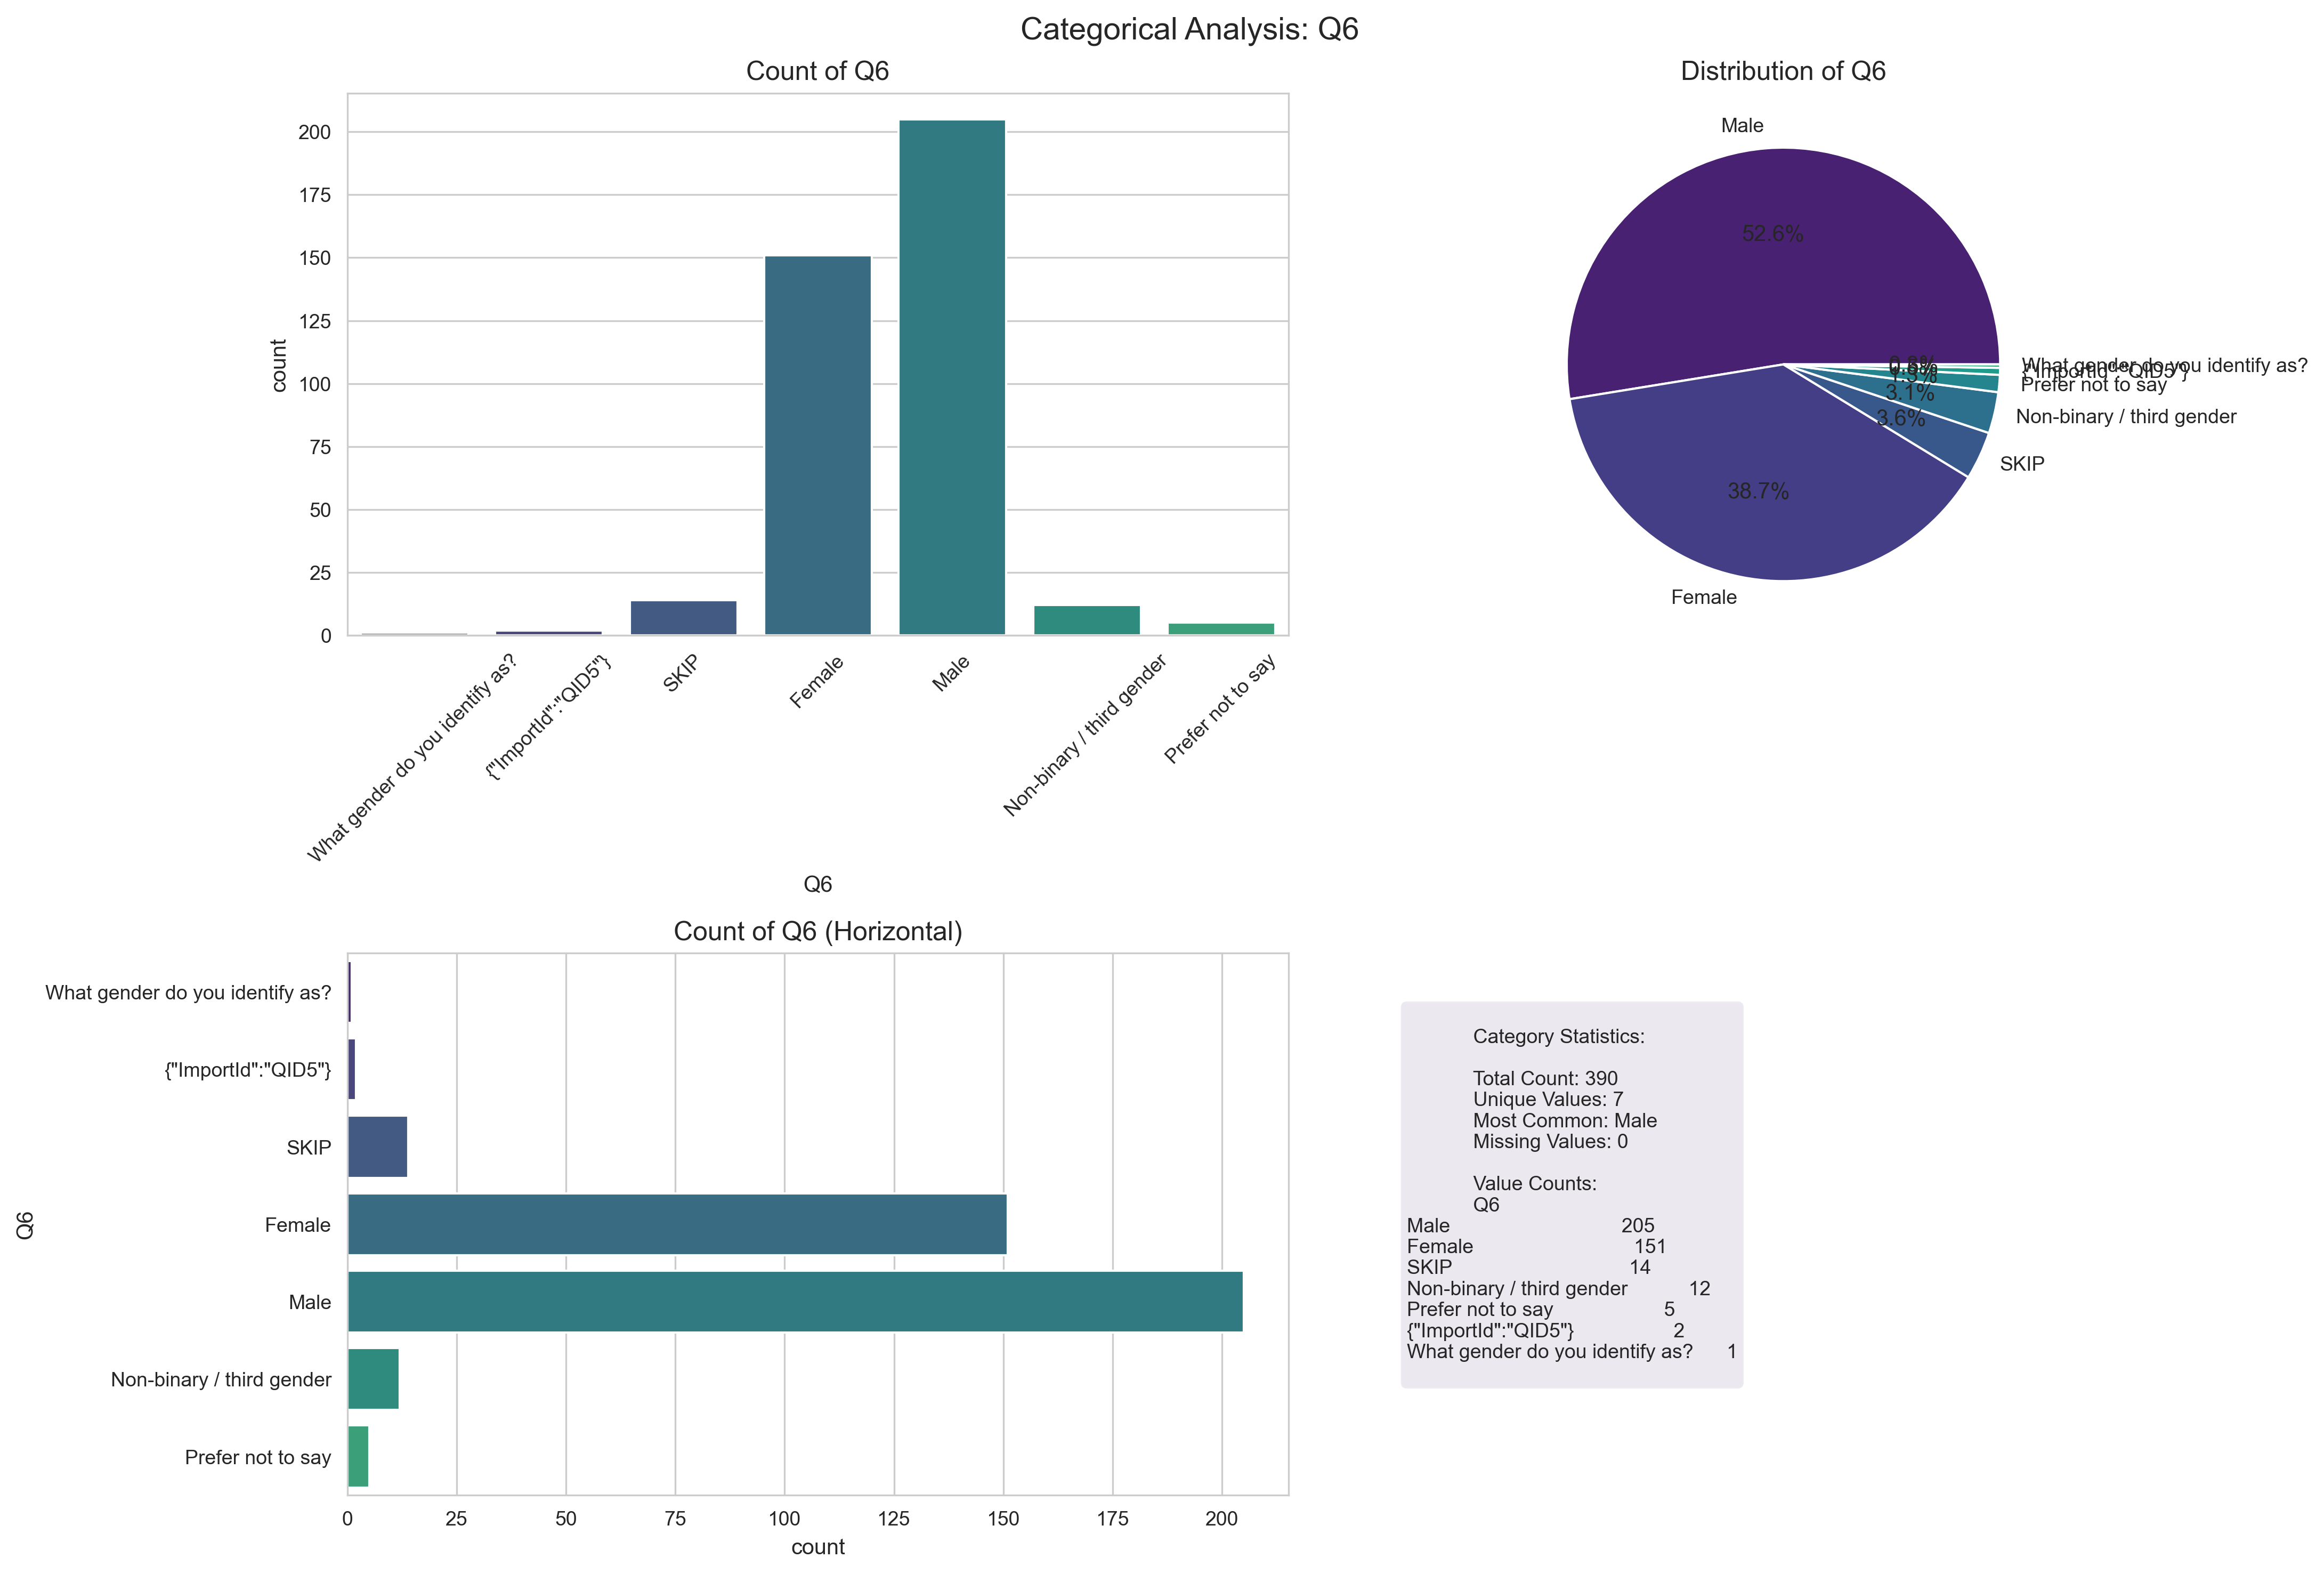 Categorical Analysis: Q6
Count of Q6
200
175
150
125
100
75
50
25
0
count
What gender do you identify as?
{"ImportId":"QID5"}
SKIP
Female
Male
Non-binary / third gender
Prefer not to say
Q6
Distribution of Q6
Male
52.6%
What gender do you identify as?
{"ImportId":"QID5"}
Prefer not to say
1.3%
3.1%
Non-binary / third gender
3.6%
SKIP
38.7%
Female
Count of Q6 (Horizontal)
What gender do you identify as?
{"ImportId":"QID5"}
SKIP
Female
Male
Non-binary / third gender
Prefer not to say
Q6
0 25 50 75 100 125 150 175 200
count
Category Statistics:
Total Count: 390
Unique Values: 7
Most Common: Male
Missing Values: 0
Value Counts:
Q6
Male 205
Female 151
SKIP 14
Non-binary / third gender 12
Prefer not to say 5
{"ImportId":"QID5"} 2
What gender do you identify as? 1